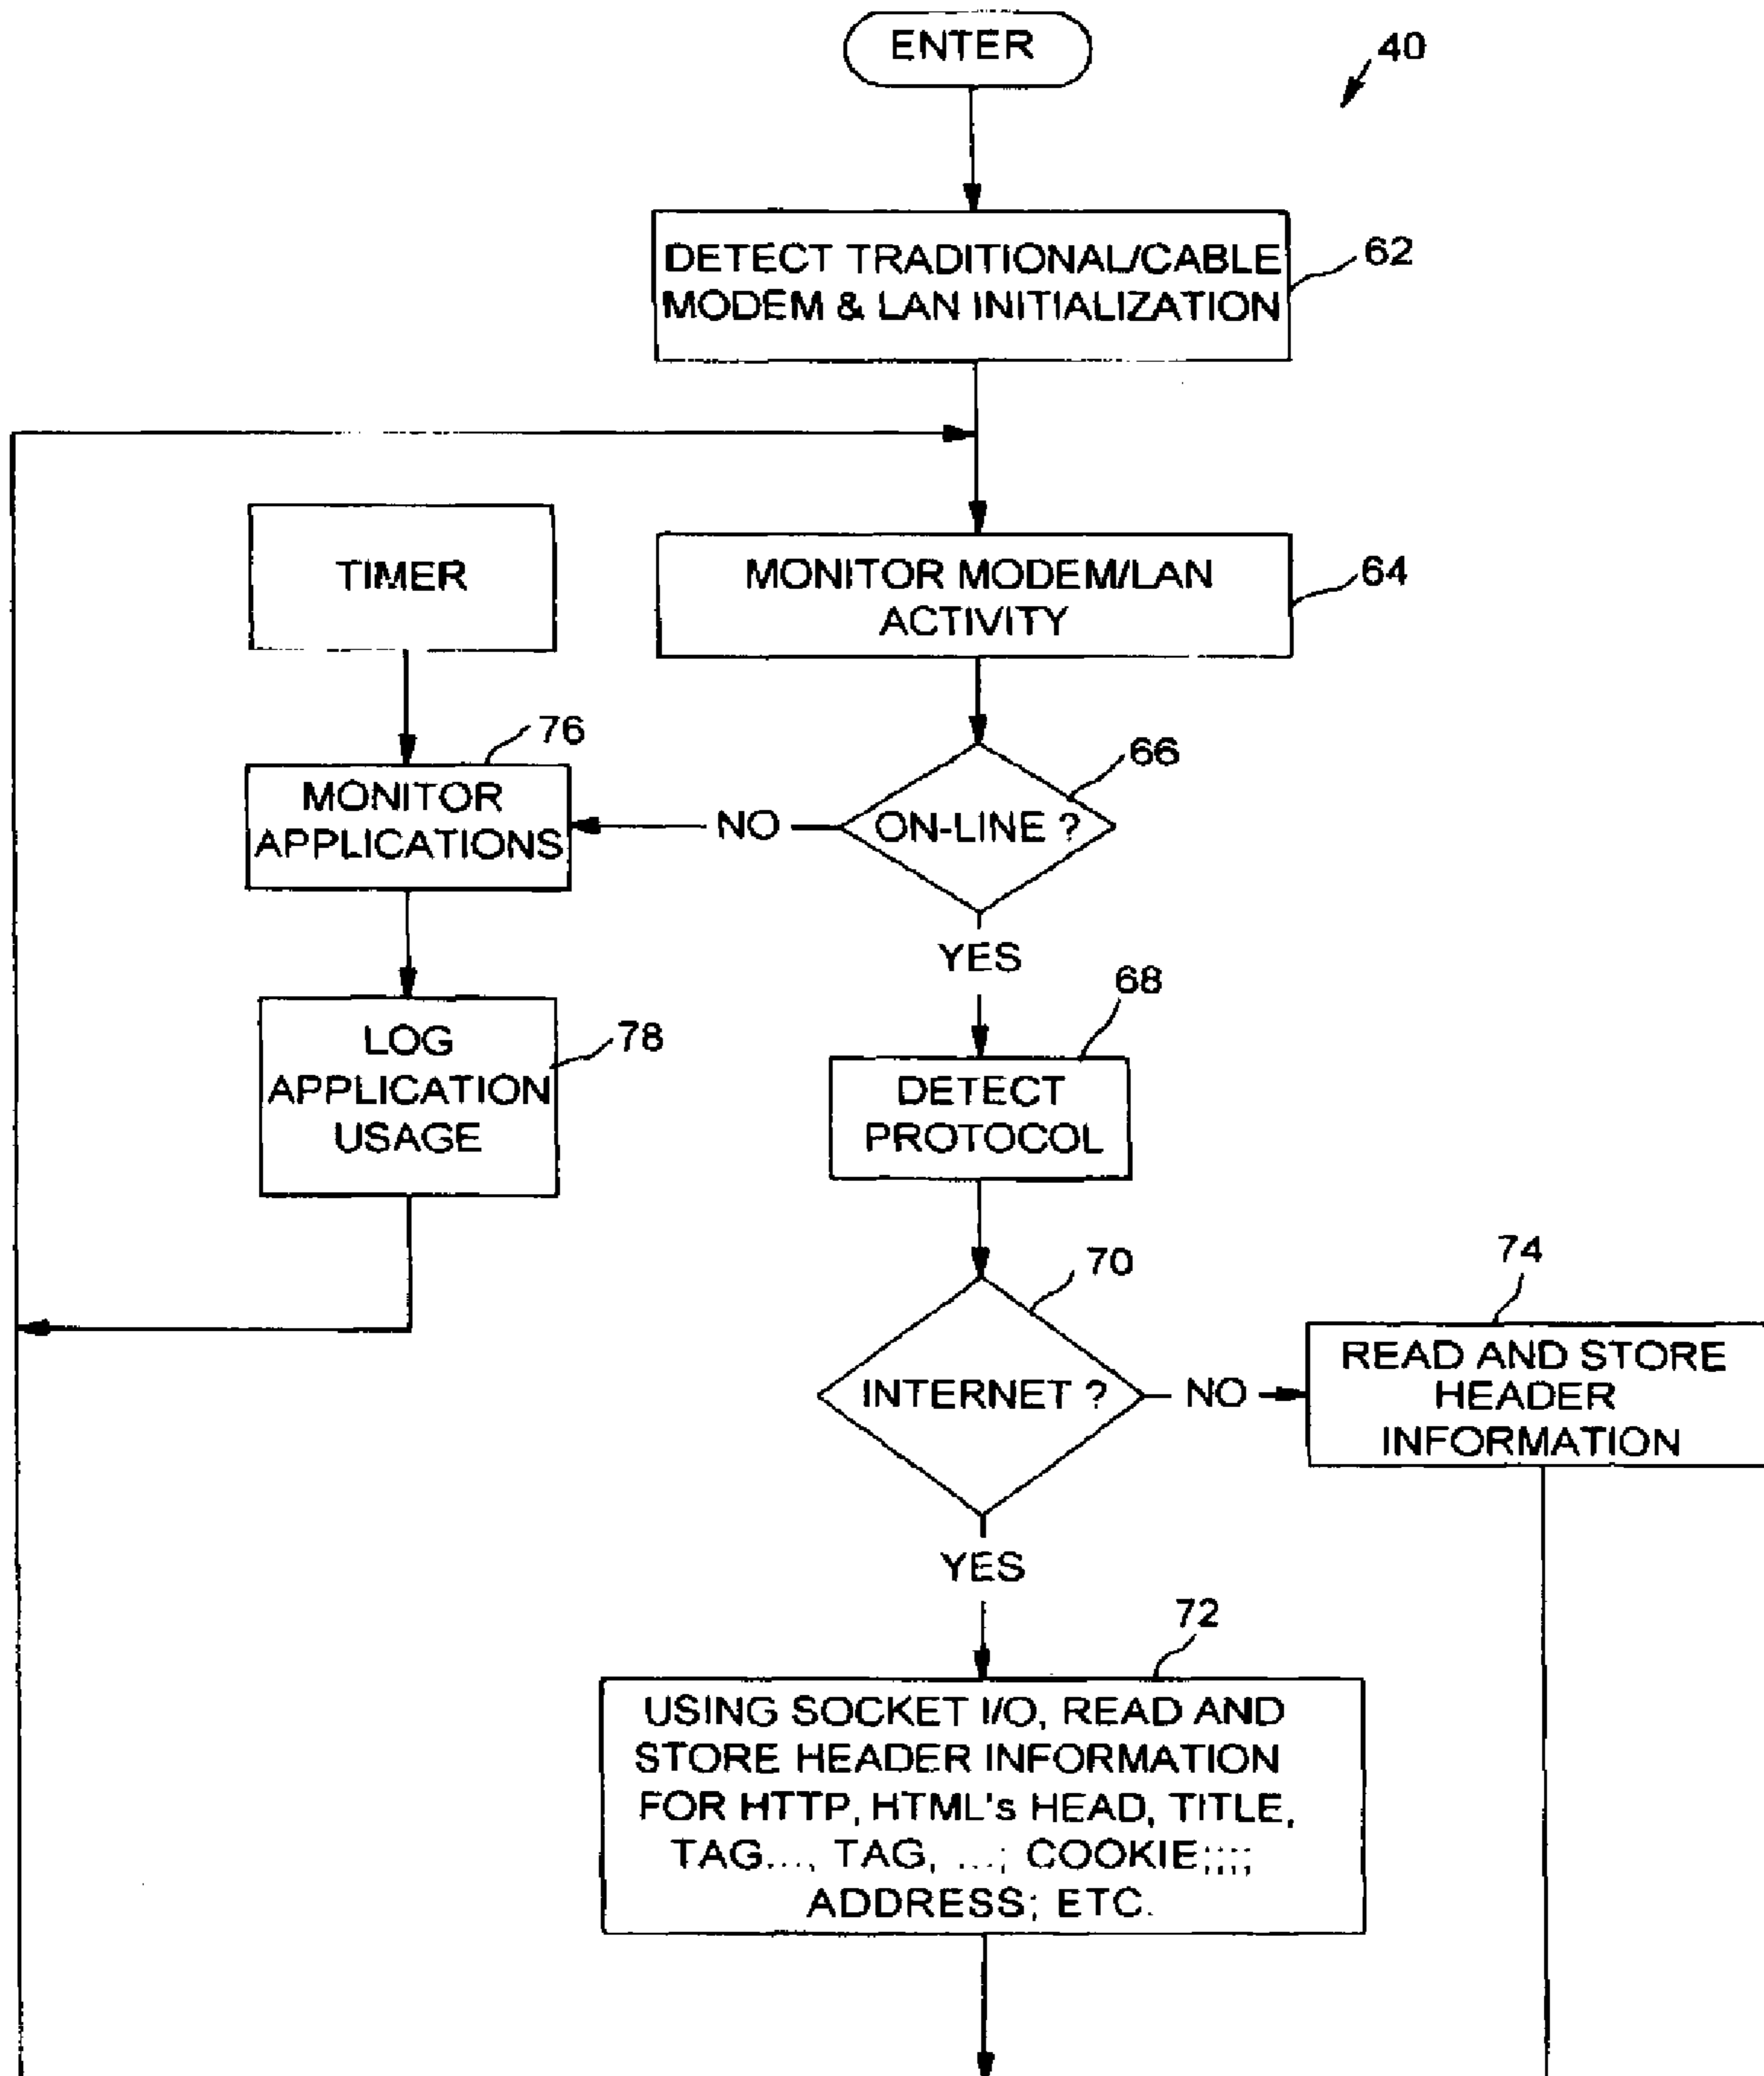 ENTER
40
DETECT TRADITIONAL/CABLE
MODEM & LAN INITIALIZATION
62
TIMER
MONITOR MODEM/LAN
ACTIVITY
64
76
MONITOR
APPLICATIONS
NO
ON-LINE ?
66
YES
LOG
APPLICATION
USAGE
78
68
DETECT
PROTOCOL
70
INTERNET ?
NO
74
READ AND STORE
HEADER
INFORMATION
YES
72
USING SOCKET I/O, READ AND
STORE HEADER INFORMATION
FOR HTTP, HTML's HEAD, TITLE,
TAG..., TAG, ...; COOKIE;;;;
ADDRESS; ETC.